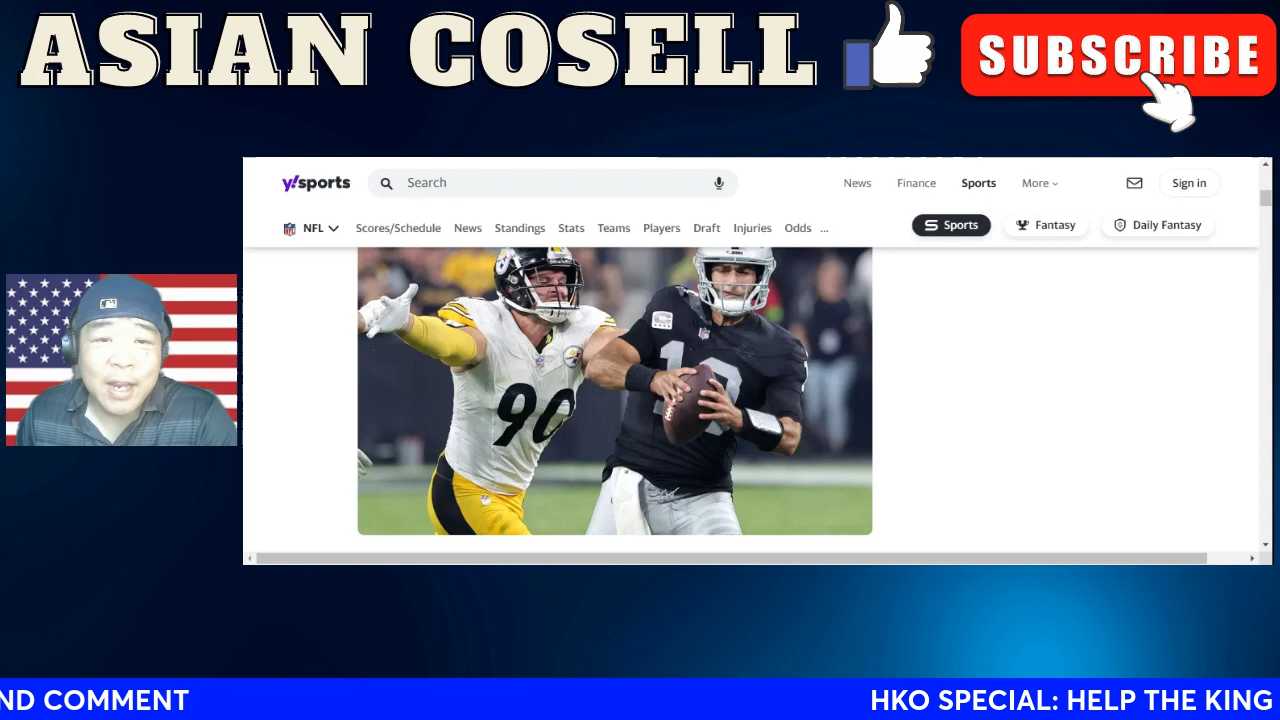 ASIAN COSELL
SUBSCRIBE
y!sports
Search
News
Finance
Sports
More
Sign in
NFL
Scores/Schedule
News
Standings
Stats
Teams
Players
Draft
Injuries
Odds
...
Sports
Fantasy
Daily Fantasy
90
ND COMMENT
HKO SPECIAL: HELP THE KING